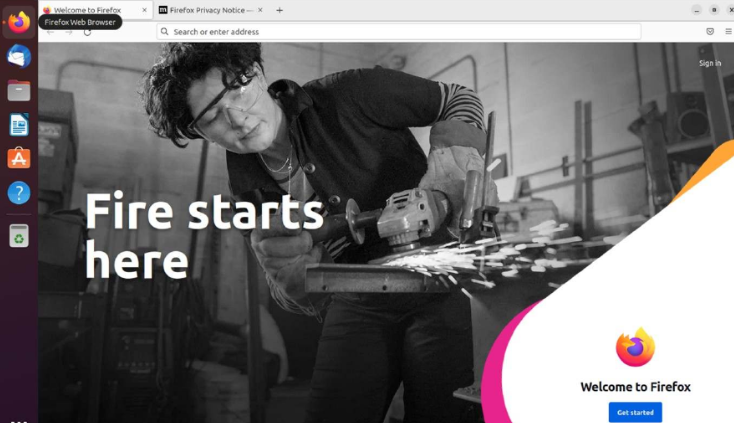 Welcome to Firefox
Firefox Privacy Notice —
Firefox Web Browser
Search or enter address
Sign in
Fire starts
here
Welcome to Firefox
Get started